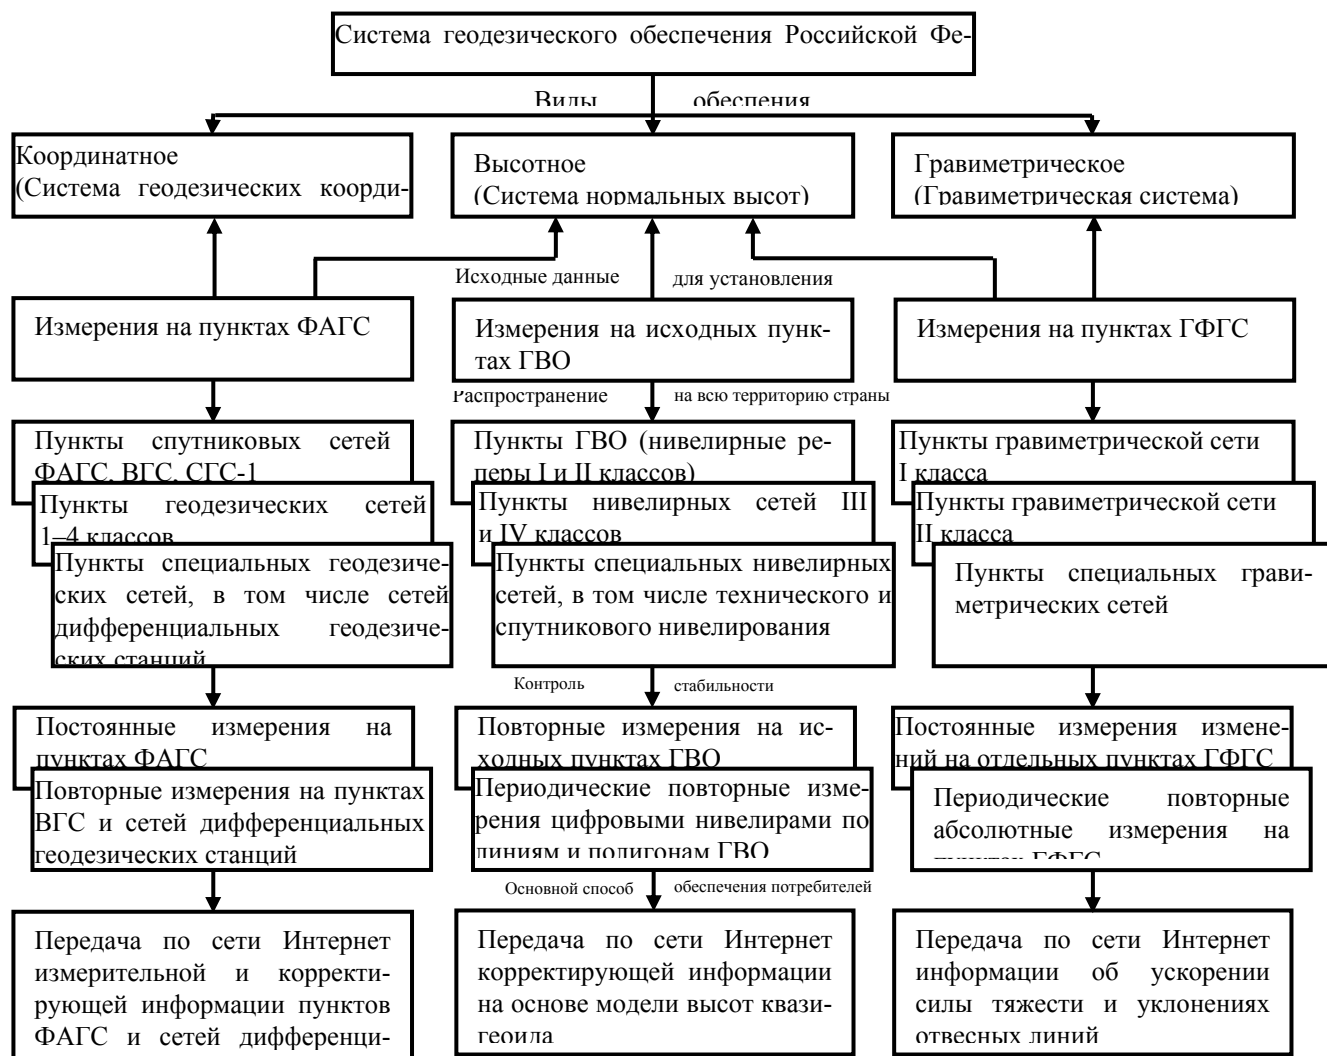 Система геодезического обеспечения Российской Фе-
Виды обеспения
Координатное
(Система геодезических коорди-
Высотное
(Система нормальных высот)
Гравиметрическое
(Гравиметрическая система)
Исходные данные для установления
Измерения на пунктах ФАГС
Измерения на исходных пунк-
тах ГВО
Измерения на пунктах ГФГС
Распространение на всю территорию страны
Пункты спутниковых сетей
ФАГС, ВГС, СГС-1
Пункты геодезических сетей
1–4 классов
Пункты специальных геодезиче-
ских сетей, в том числе сетей
дифференциальных геодезиче-
ских станций
Пункты ГВО (нивелирные ре-
перы I и II классов)
Пункты нивелирных сетей III
и IV классов
Пункты специальных нивелирных
сетей, в том числе технического и
спутникового нивелирования
Пункты гравиметрической сети
I класса
Пункты гравиметрической сети
II класса
Пункты специальных грави-
метрических сетей
Контроль стабильности
Постоянные измерения на
пунктах ФАГС
Повторные измерения на пунктах
ВГС и сетей дифференциальных
геодезических станций
Повторные измерения на ис-
ходных пунктах ГВО
Периодические повторные изме-
рения цифровыми нивелирами по
линиям и полигонам ГВО
Постоянные измерения измене-
ний на отдельных пунктах ГФГС
Периодические повторные
абсолютные измерения на
пунктах ГФГС
Основной способ обеспечения потребителей
Передача по сети Интернет
измерительной и корректи-
рующей информации пунктов
ФАГС и сетей дифференци-
Передача по сети Интернет
корректирующей информации
на основе модели высот квази-
геоида
Передача по сети Интернет
информации об ускорении
силы тяжести и уклонениях
отвесных линий